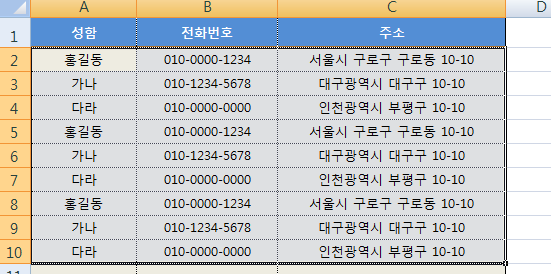 A B C D
1 성함 전화번호 주소
2 홍길동 010-0000-1234 서울시 구로구 구로동 10-10
3 가나 010-1234-5678 대구광역시 대구구 10-10
4 다라 010-0000-0000 인천광역시 부평구 10-10
5 홍길동 010-0000-1234 서울시 구로구 구로동 10-10
6 가나 010-1234-5678 대구광역시 대구구 10-10
7 다라 010-0000-0000 인천광역시 부평구 10-10
8 홍길동 010-0000-1234 서울시 구로구 구로동 10-10
9 가나 010-1234-5678 대구광역시 대구구 10-10
10 다라 010-0000-0000 인천광역시 부평구 10-10